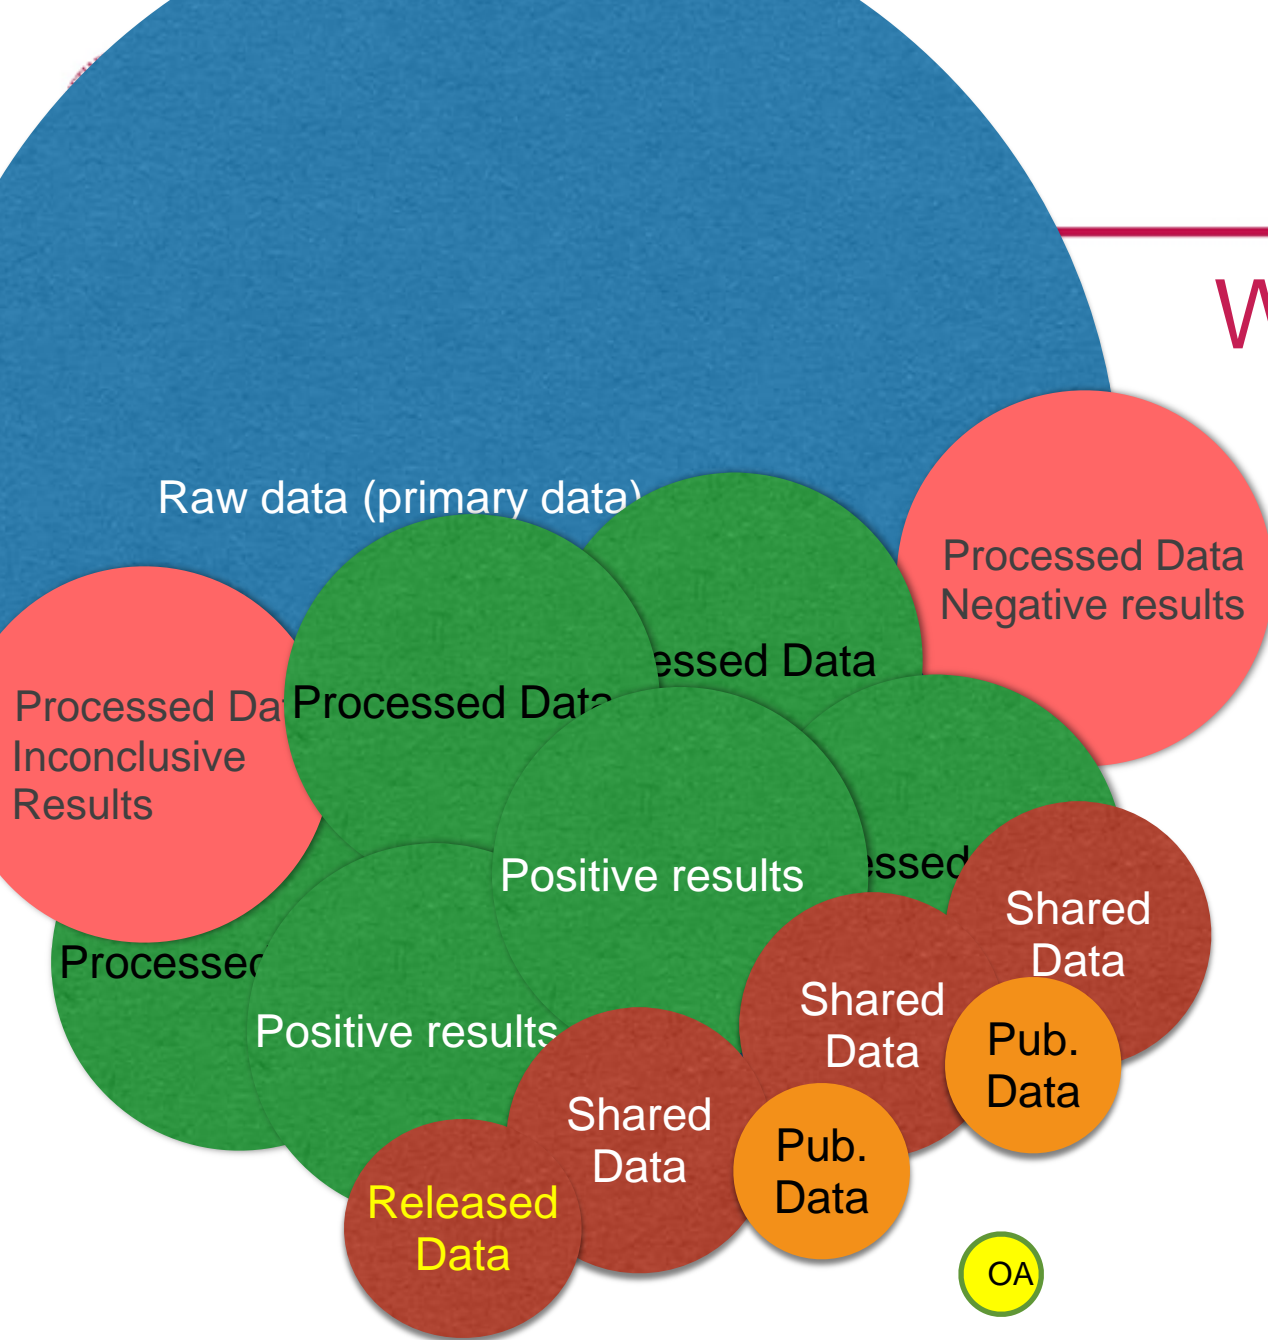 W
Raw data (primary data)
Processed Data
Negative results
essed Data
Processed Da
Inconclusive
Results
Processed Data
Positive results
essed
Shared
Data
Processed
Positive results
Shared
Data
Pub.
Data
Shared
Data
Pub.
Data
Released
Data
OA